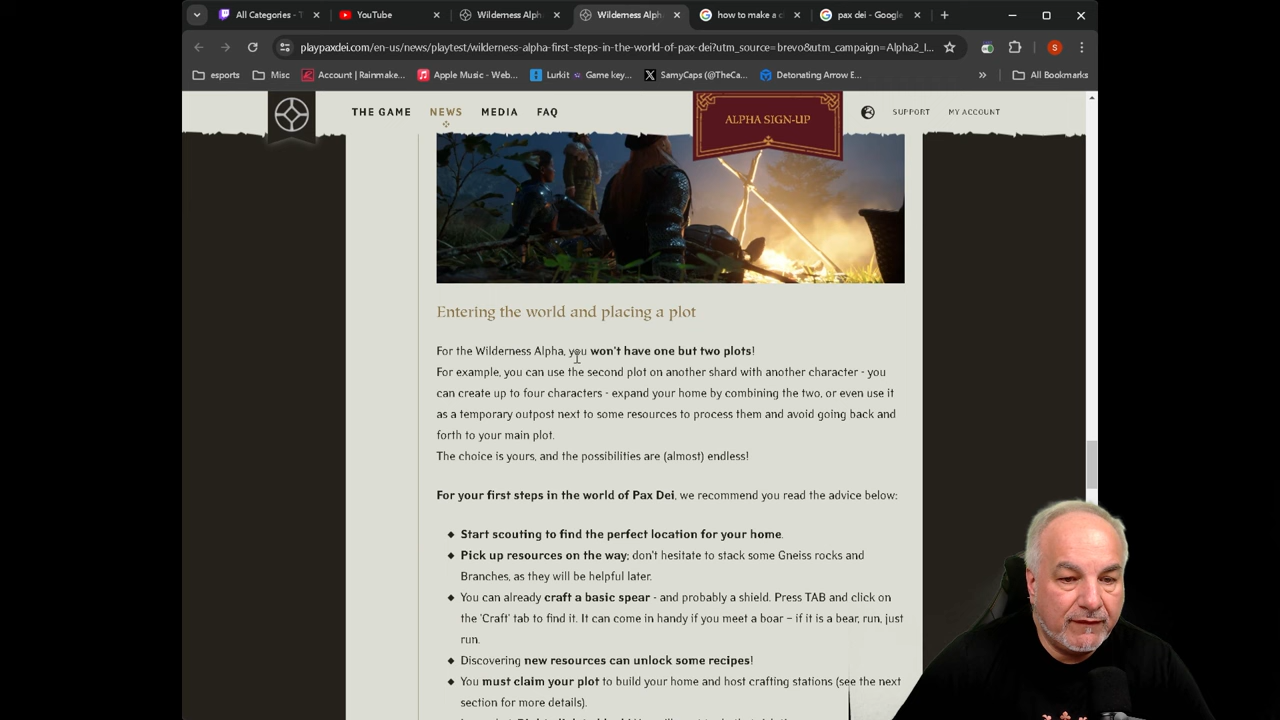 All Categories - T
YouTube
Wilderness Alph
Wilderness Alph
how to make a c
pax dei - Google
playpaxdei.com/en-us/news/playtest/wilderness-alpha-first-steps-in-the-world-of-pax-dei?utm_source=brevo&utm_campaign=Alpha2_I...
S
esports
Misc
Account | Rainmake...
Apple Music - Web...
Lurkit
Game key...
SamyCaps (@TheCa...
Detonating Arrow E...
»
All Bookmarks
THE GAME
NEWS
MEDIA
FAQ
ALPHA SIGN-UP
SUPPORT
MY ACCOUNT
Entering the world and placing a plot
For the Wilderness Alpha, you won't have one but two plots!
For example, you can use the second plot on another shard with another character - you
can create up to four characters - expand your home by combining the two, or even use it
as a temporary outpost next to some resources to process them and avoid going back and
forth to your main plot.
The choice is yours, and the possibilities are (almost) endless!
For your first steps in the world of Pax Dei, we recommend you read the advice below:
Start scouting to find the perfect location for your home.
Pick up resources on the way; don't hesitate to stack some Gneiss rocks and
Branches, as they will be helpful later.
You can already craft a basic spear - and probably a shield. Press TAB and click on
the 'Craft' tab to find it. It can come in handy if you meet a boar – if it is a bear, run, just
run.
Discovering new resources can unlock some recipes!
You must claim your plot to build your home and host crafting stations (see the next
section for more details).